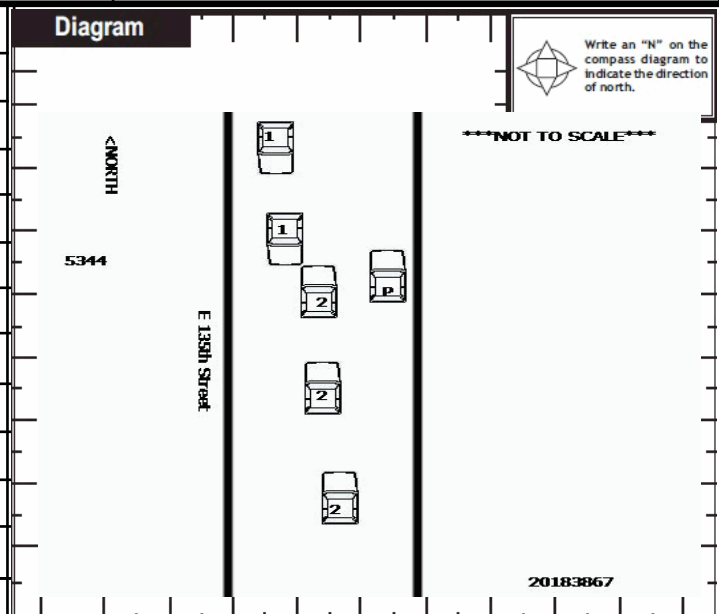 Diagram
Write an "N" on the
compass diagram to
indicate the direction
of north.
***NOT TO SCALE***
<NORTH
1
1
5344
2
P
E 135th Street
2
2
20183867